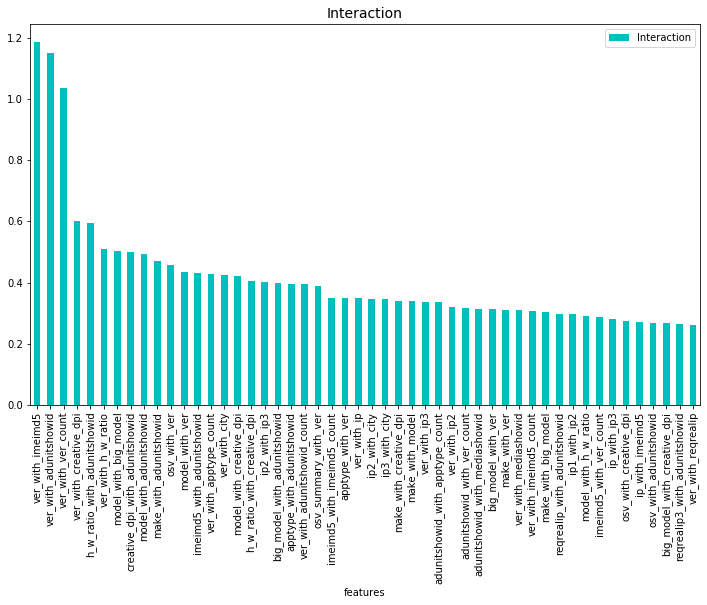 Interaction
Interaction
1.2
1.0
0.8
0.6
0.4
0.2
0.0
ver_with_imeimd5
ver_with_adunitshowid
ver_with_ver_count
ver_with_creative_dpi
h_w_ratio_with_adunitshowid
ver_with_h_w_ratio
model_with_big_model
creative_dpi_with_adunitshowid
model_with_adunitshowid
make_with_adunitshowid
osv_with_ver
model_with_ver
imeimd5_with_adunitshowid
ver_with_apptype_count
ver_with_city
model_with_creative_dpi
h_w_ratio_with_creative_dpi
ip2_with_ip3
big_model_with_adunitshowid
apptype_with_adunitshowid
ver_with_adunitshowid_count
osv_summary_with_ver
imeimd5_with_imeimd5_count
apptype_with_ver
ver_with_ip
ip2_with_city
ip3_with_city
make_with_creative_dpi
make_with_model
ver_with_ip3
adunitshowid_with_apptype_count
ver_with_ip2
adunitshowid_with_ver_count
adunitshowid_with_mediashowid
big_model_with_ver
make_with_ver
ver_with_mediashowid
ver_with_imeimd5_count
make_with_big_model
reqrealip_with_adunitshowid
ip1_with_ip2
model_with_h_w_ratio
imeimd5_with_ver_count
ip_with_ip3
osv_with_creative_dpi
ip_with_imeimd5
osv_with_adunitshowid
big_model_with_creative_dpi
reqrealip3_with_adunitshowid
ver_with_reqrealip
features